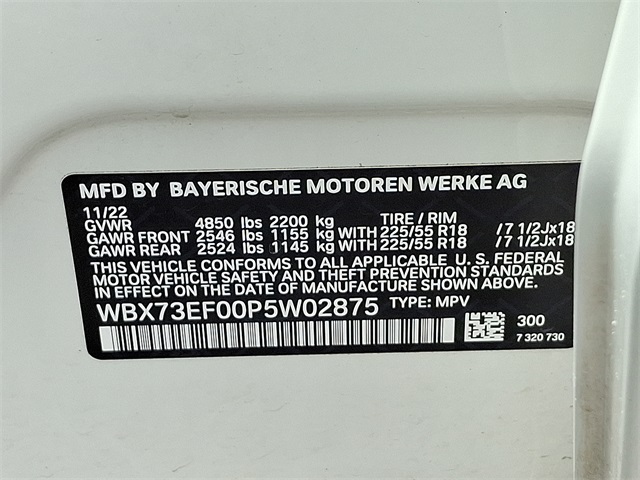 MFD BY BAYERISCHE MOTOREN WERKE AG
11/22
GVWR 4850 lbs 2200 kg TIRE / RIM
GAWR FRONT 2546 lbs 1155 kg WITH 225/55 R18 /7 1/2Jx18
GAWR REAR 2524 lbs 1145 kg WITH 225/55 R18 /7 1/2Jx18
THIS VEHICLE CONFORMS TO ALL APPLICABLE U. S. FEDERAL
MOTOR VEHICLE SAFETY AND THEFT PREVENTION STANDARDS
IN EFFECT ON THE DATE OF MANUFACTURE SHOWN ABOVE.
WBX73EF00P5W02875 TYPE: MPV
300
7 320 730